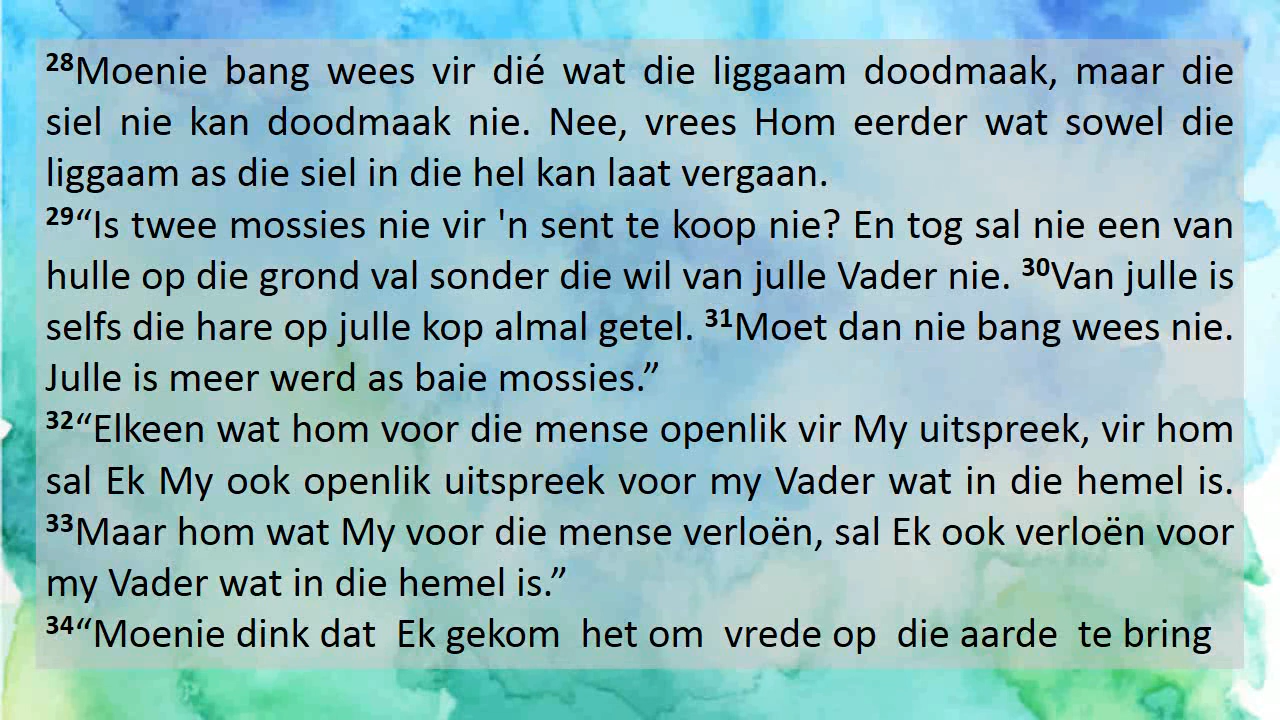 28Moenie bang wees vir dié wat die liggaam doodmaak, maar die
siel nie kan doodmaak nie. Nee, vrees Hom eerder wat sowel die
liggaam as die siel in die hel kan laat vergaan.
29“Is twee mossies nie vir 'n sent te koop nie? En tog sal nie een van
hulle op die grond val sonder die wil van julle Vader nie. 30Van julle is
selfs die hare op julle kop almal getel. 31Moet dan nie bang wees nie.
Julle is meer werd as baie mossies.”
32“Elkeen wat hom voor die mense openlik vir My uitspreek, vir hom
sal Ek My ook openlik uitspreek voor my Vader wat in die hemel is.
33Maar hom wat My voor die mense verloën, sal Ek ook verloën voor
my Vader wat in die hemel is.”
34“Moenie dink dat Ek gekom het om vrede op die aarde te bring